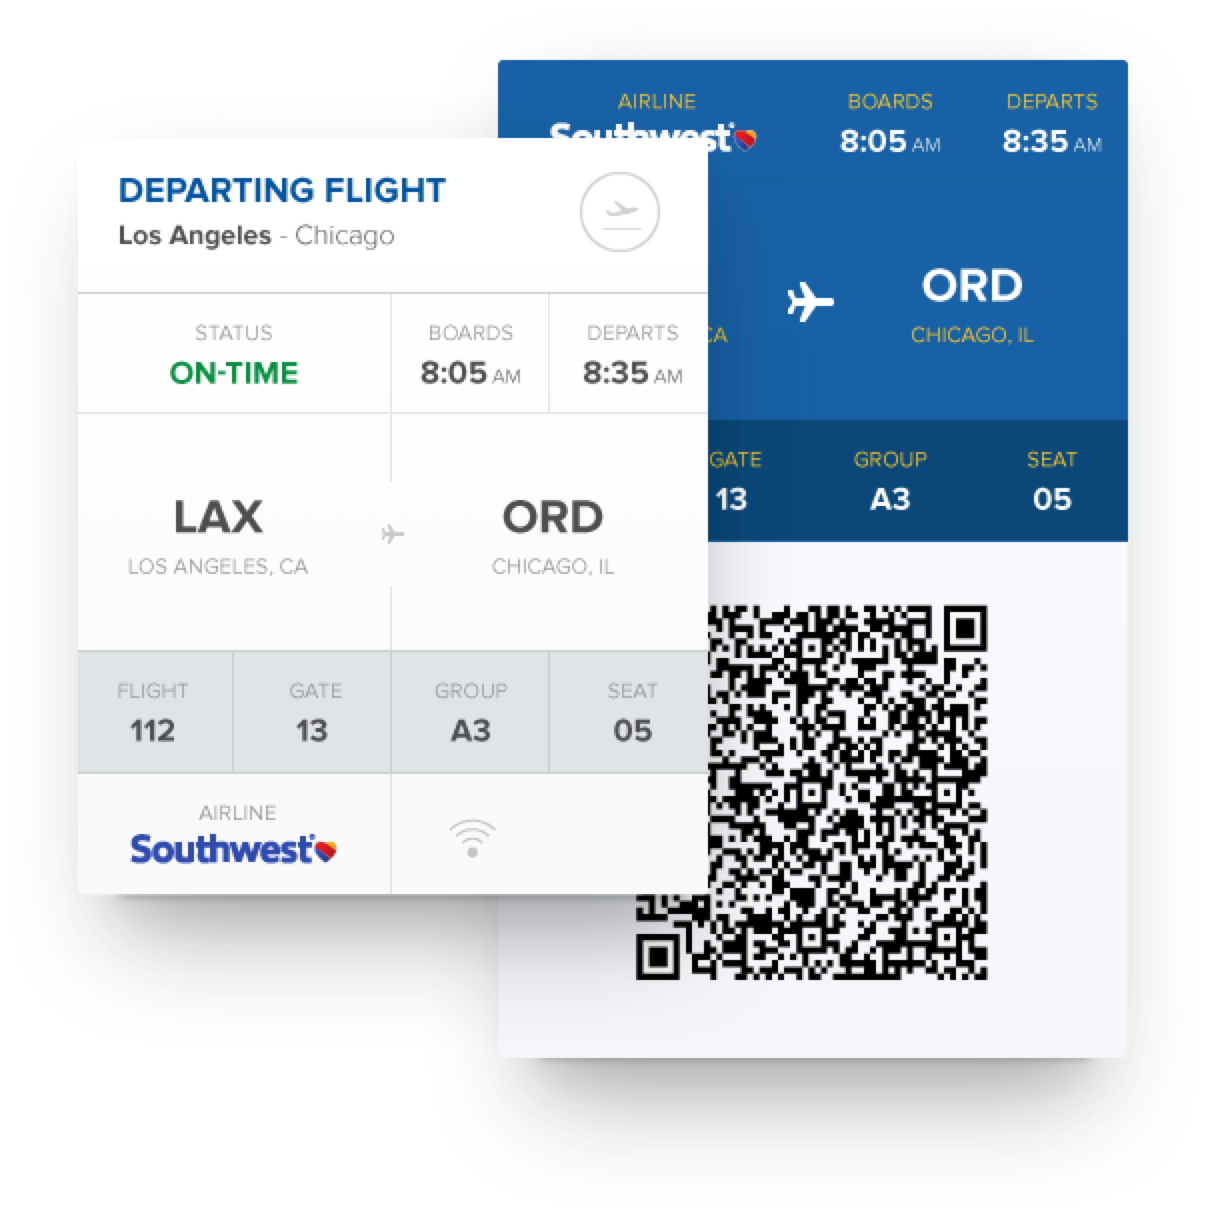 DEPARTING FLIGHT
Los Angeles - Chicago
STATUS BOARDS DEPARTS
ON-TIME 8:05 AM 8:35 AM
LAX ORD
LOS ANGELES, CA CHICAGO, IL
FLIGHT GATE GROUP SEAT
112 13 A3 05
AIRLINE
Southwest
AIRLINE BOARDS DEPARTS
Southwest 8:05 AM 8:35 AM
ORD
CA CHICAGO, IL
GATE GROUP SEAT
13 A3 05